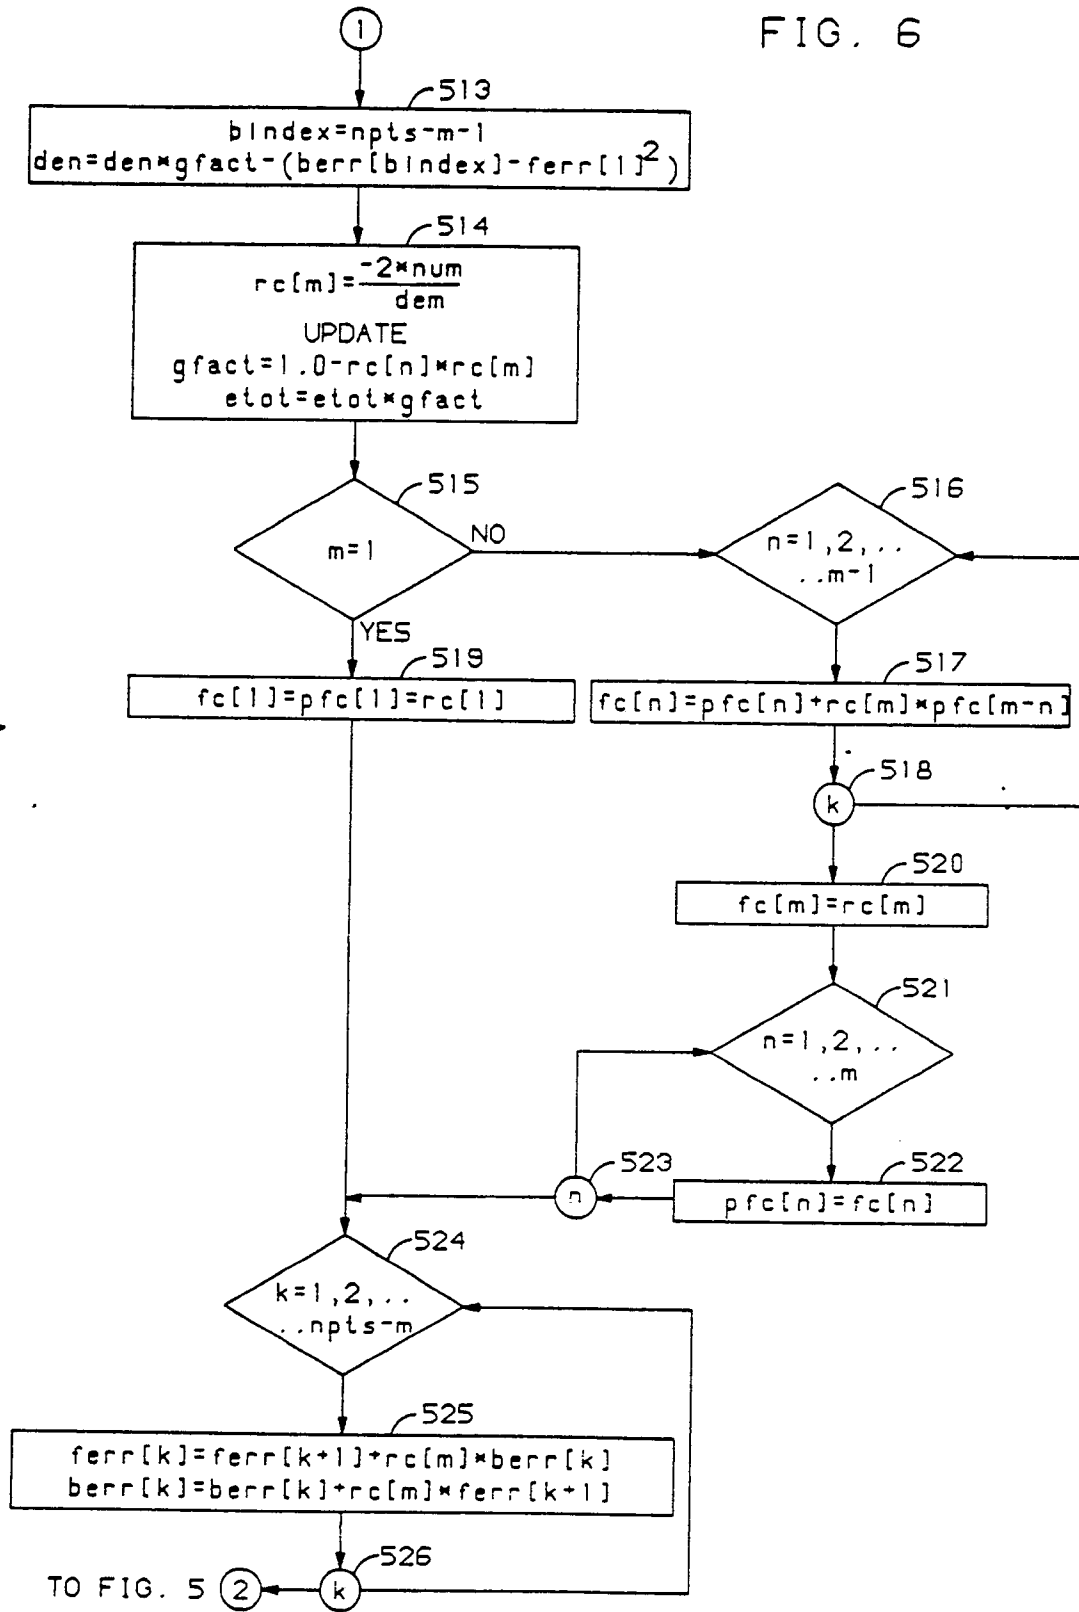 FIG. 6
1
513
bindex=npts-m-1
den=den*gfact-(berr[bindex]-ferr[1]²)
514
rc[m]=-2*num
dem
UPDATE
gfact=1.0-rc[n]*rc[m]
etot=etot*gfact
515
m=1
NO
YES
516
n=1,2,..
..m-1
519
fc[1]=pfc[1]=rc[1]
517
fc[n]=pfc[n]+rc[m]*pfc[m-n]
518
k
520
fc[m]=rc[m]
521
n=1,2,..
..m
522
pfc[n]=fc[n]
523
n
524
k=1,2,..
..npts-m
525
ferr[k]=ferr[k+1]+rc[m]*berr[k]
berr[k]=berr[k]+rc[m]*ferr[k+1]
526
k
TO FIG. 5 2